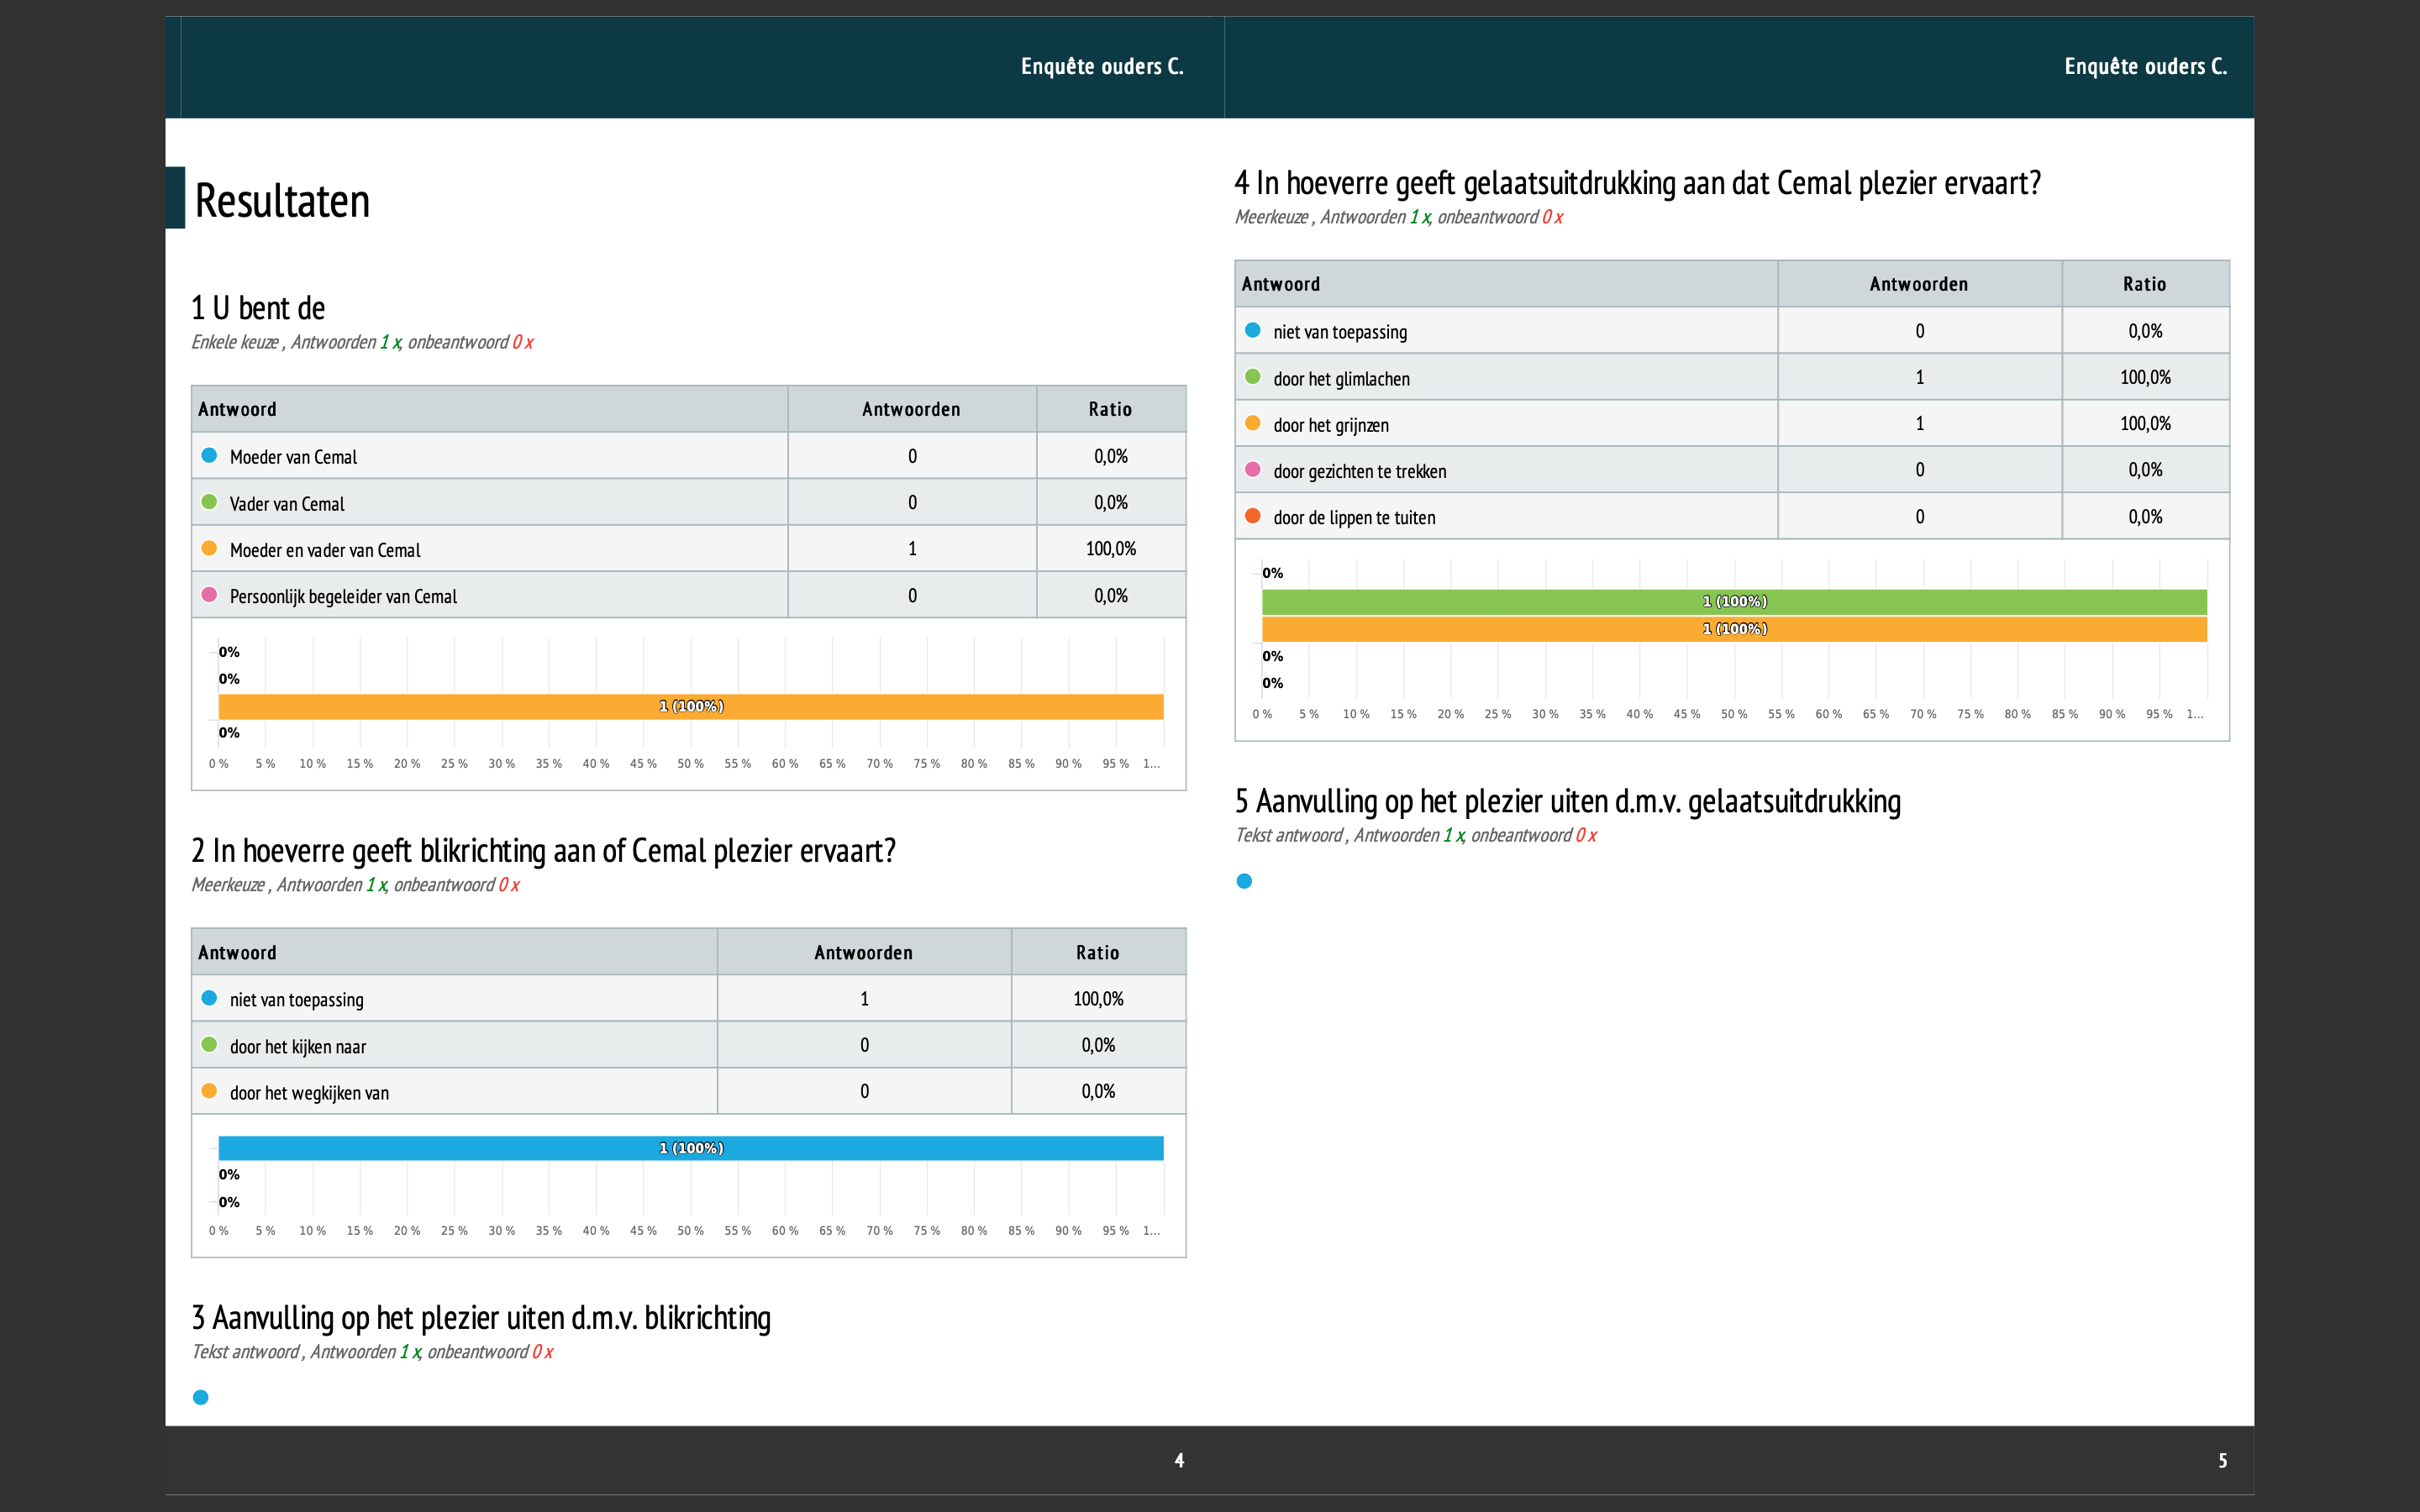 Enquête ouders C.
Resultaten
1 U bent de
Enkele keuze , Antwoorden 1 x, onbeantwoord 0 x
Antwoord Antwoorden Ratio
Moeder van Cemal 0 0,0%
Vader van Cemal 0 0,0%
Moeder en vader van Cemal 1 100,0%
Persoonlijk begeleider van Cemal 0 0,0%
0%
0%
1 (100%)
0%
0 % 5 % 10 % 15 % 20 % 25 % 30 % 35 % 40 % 45 % 50 % 55 % 60 % 65 % 70 % 75 % 80 % 85 % 90 % 95 % 1...
2 In hoeverre geeft blikrichting aan of Cemal plezier ervaart?
Meerkeuze , Antwoorden 1 x, onbeantwoord 0 x
Antwoord Antwoorden Ratio
niet van toepassing 1 100,0%
door het kijken naar 0 0,0%
door het wegkijken van 0 0,0%
1 (100%)
0%
0%
0 % 5 % 10 % 15 % 20 % 25 % 30 % 35 % 40 % 45 % 50 % 55 % 60 % 65 % 70 % 75 % 80 % 85 % 90 % 95 % 1...
3 Aanvulling op het plezier uiten d.m.v. blikrichting
Tekst antwoord , Antwoorden 1 x, onbeantwoord 0 x
4
Enquête ouders C.
4 In hoeverre geeft gelaatsuitdrukking aan dat Cemal plezier ervaart?
Meerkeuze , Antwoorden 1 x, onbeantwoord 0 x
Antwoord Antwoorden Ratio
niet van toepassing 0 0,0%
door het glimlachen 1 100,0%
door het grijnzen 1 100,0%
door gezichten te trekken 0 0,0%
door de lippen te tuiten 0 0,0%
0%
1 (100%)
1 (100%)
0%
0%
0 % 5 % 10 % 15 % 20 % 25 % 30 % 35 % 40 % 45 % 50 % 55 % 60 % 65 % 70 % 75 % 80 % 85 % 90 % 95 % 1...
5 Aanvulling op het plezier uiten d.m.v. gelaatsuitdrukking
Tekst antwoord , Antwoorden 1 x, onbeantwoord 0 x
5